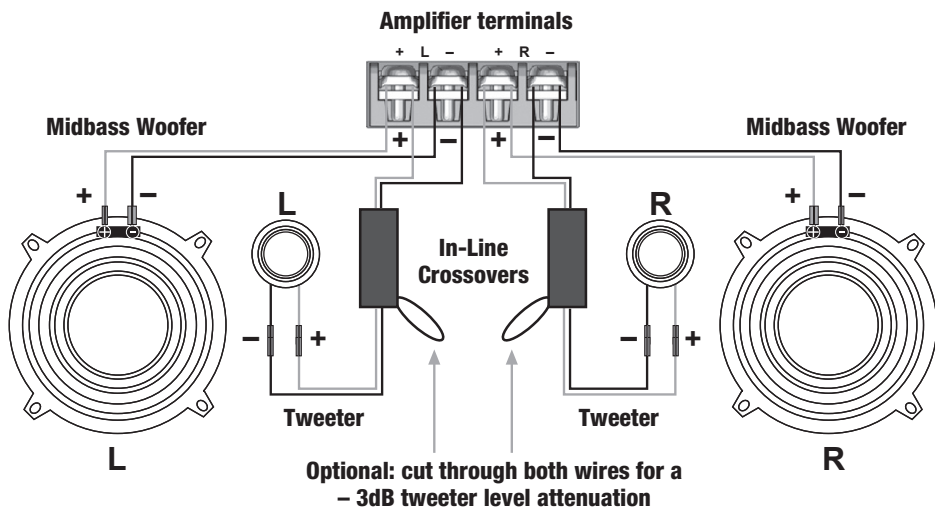 Amplifier terminals
+ L – + R –
+ – + –
Midbass Woofer
Midbass Woofer
+ –
+ –
L
R
In-Line
Crossovers
– +
– +
Tweeter
Tweeter
L
R
Optional: cut through both wires for a
– 3dB tweeter level attenuation